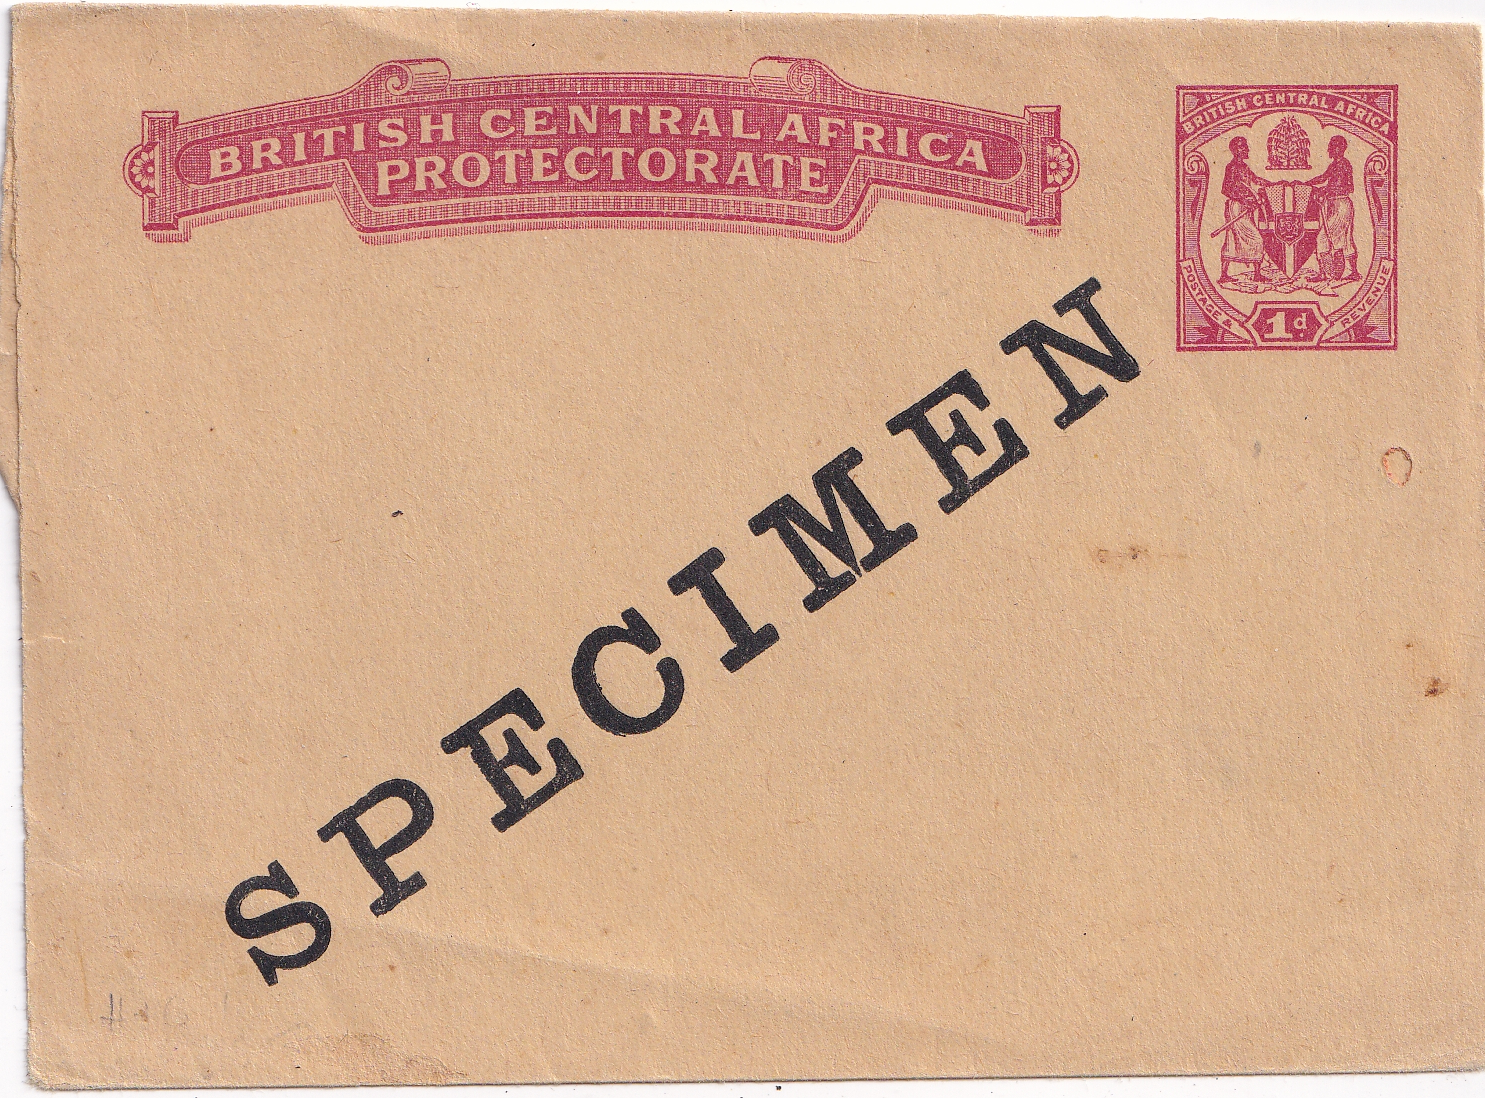 BRITISH CENTRAL AFRICA
PROTECTORATE
BRITISH CENTRAL AFRICA
POSTAGE &
REVENUE
1d.
SPECIMEN